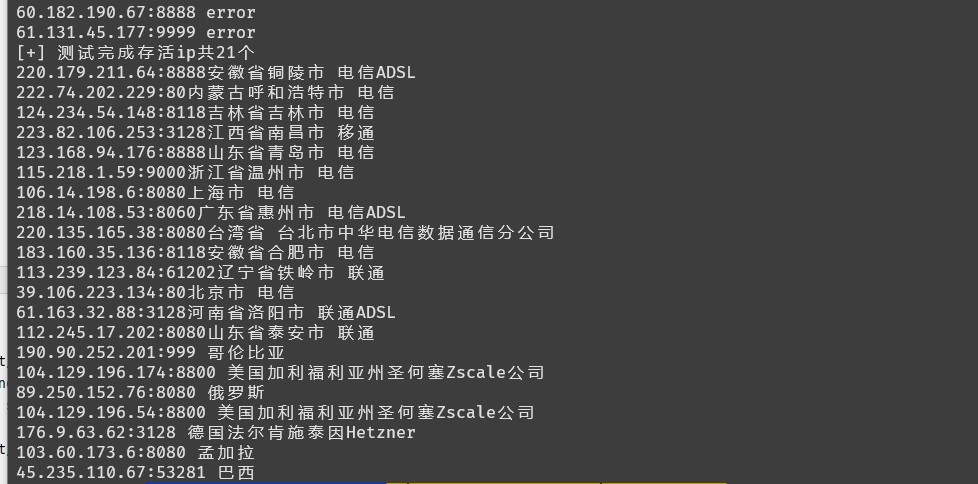 60.182.190.67:8888 error
61.131.45.177:9999 error
[+] 测试完成存活ip共21个
220.179.211.64:8888安徽省铜陵市 电信ADSL
222.74.202.229:80内蒙古呼和浩特市 电信
124.234.54.148:8118吉林省吉林市 电信
223.82.106.253:3128江西省南昌市 移通
123.168.94.176:8888山东省青岛市 电信
115.218.1.59:9000浙江省温州市 电信
106.14.198.6:8080上海市 电信
218.14.108.53:8060广东省惠州市 电信ADSL
220.135.165.38:8080台湾省 台北市中华电信数据通信分公司
183.160.35.136:8118安徽省合肥市 电信
113.239.123.84:61202辽宁省铁岭市 联通
39.106.223.134:80北京市 电信
61.163.32.88:3128河南省洛阳市 联通ADSL
112.245.17.202:8080山东省泰安市 联通
190.90.252.201:999 哥伦比亚
104.129.196.174:8800 美国加利福利亚州圣何塞Zscale公司
89.250.152.76:8080 俄罗斯
104.129.196.54:8800 美国加利福利亚州圣何塞Zscale公司
176.9.63.62:3128 德国法尔肯施泰因Hetzner
103.60.173.6:8080 孟加拉
45.235.110.67:53281 巴西